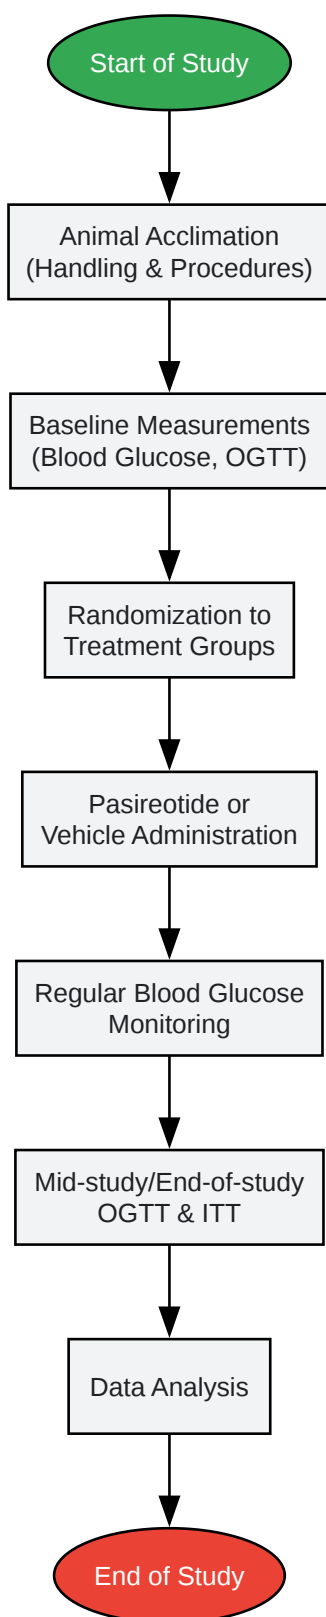 Start of Study
Animal Acclimation
(Handling & Procedures)
Baseline Measurements
(Blood Glucose, OGTT)
Randomization to
Treatment Groups
Pasireotide or
Vehicle Administration
Regular Blood Glucose
Monitoring
Mid-study/End-of-study
OGTT & ITT
Data Analysis
End of Study